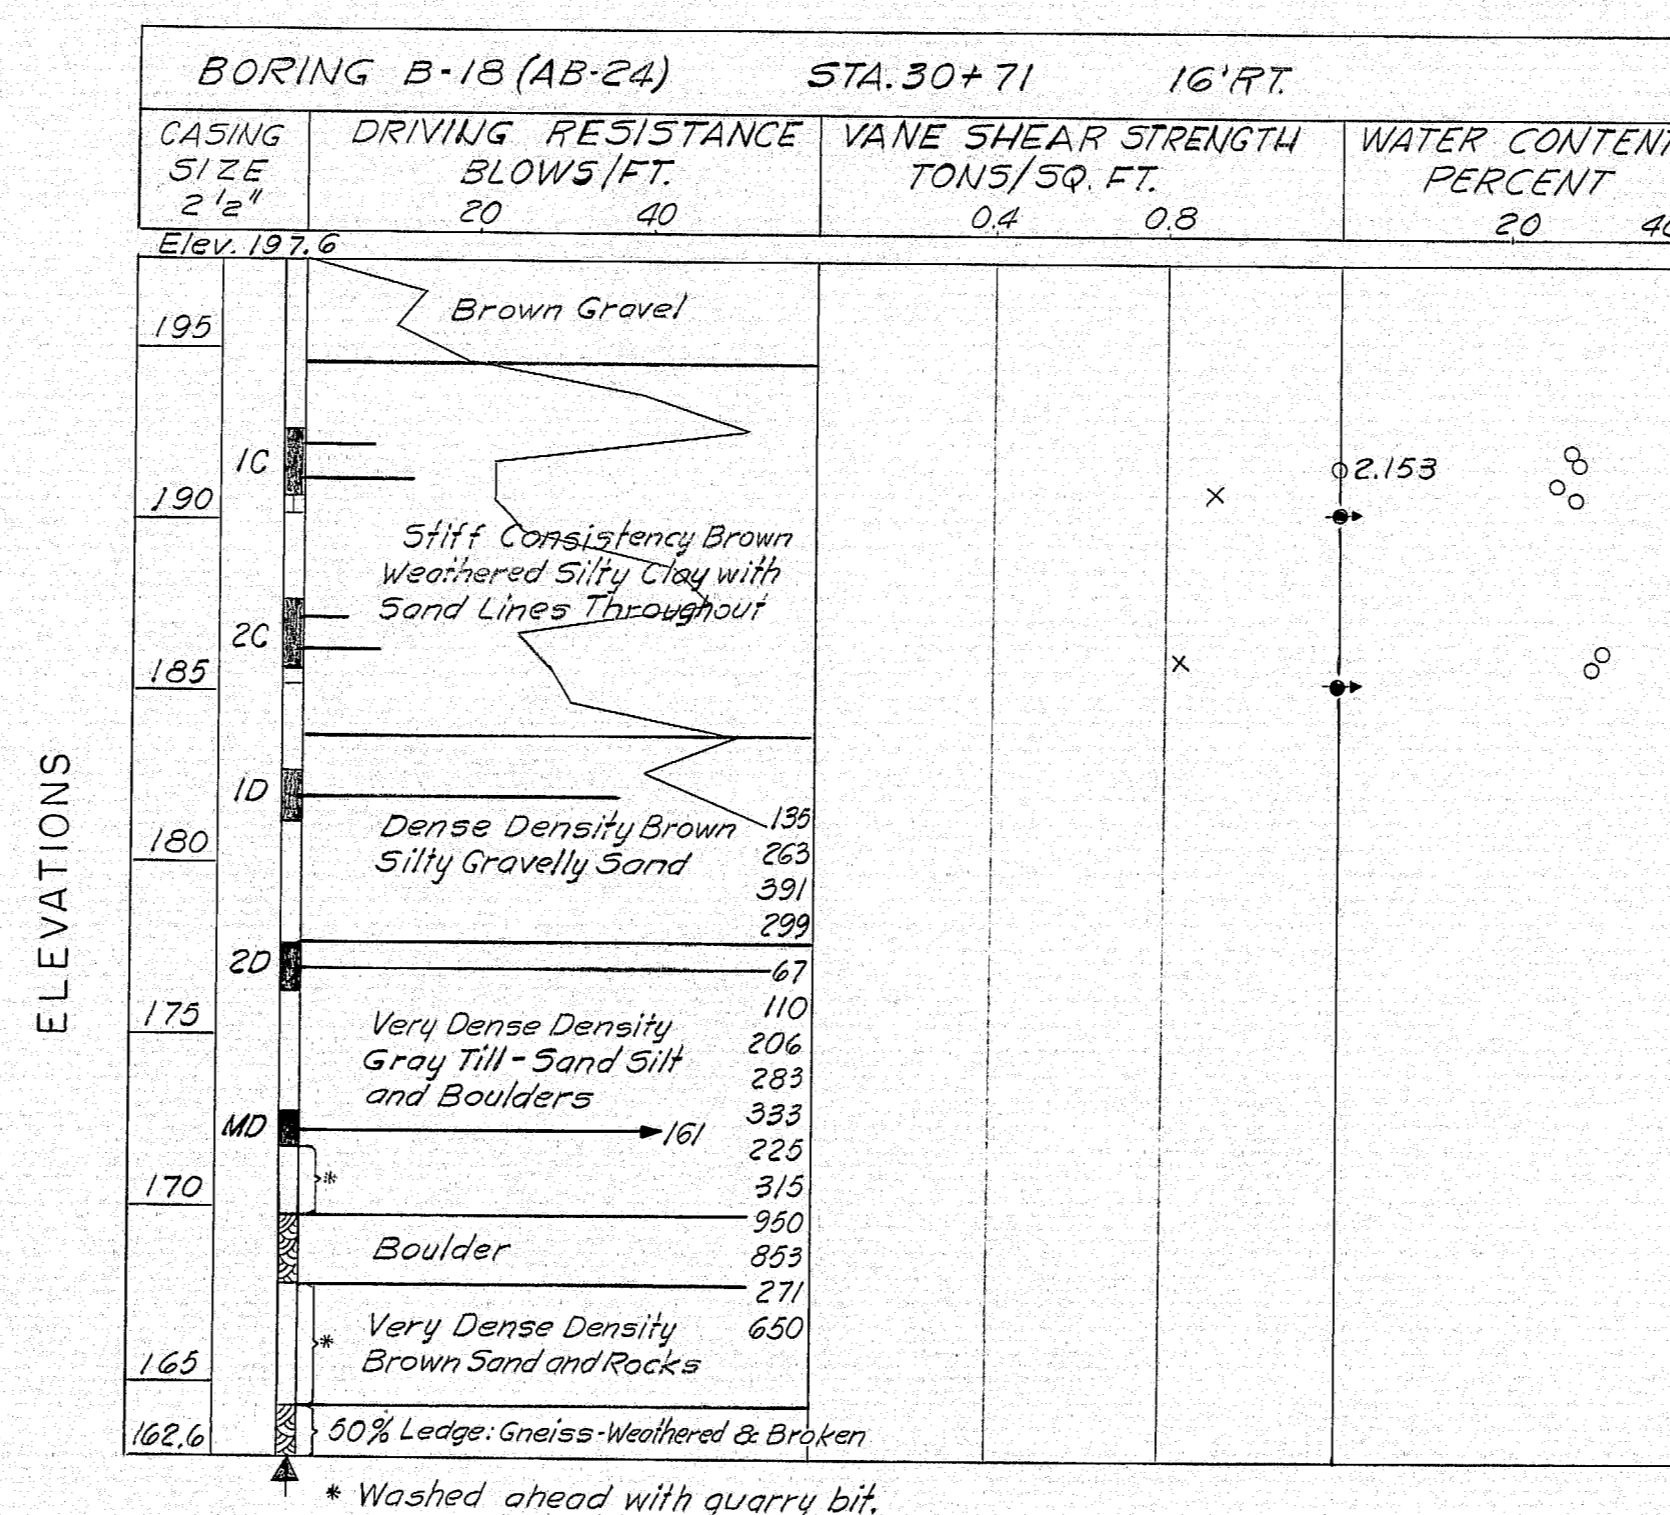 BORING B-18 (AB-24) STA. 30+71 16' RT.
CASING SIZE 2 1/2"
DRIVING RESISTANCE BLOWS/FT.
20 40
VANE SHEAR STRENGTH TONS/SQ. FT.
0.4 0.8
WATER CONTENT PERCENT
20 40
Elev. 197.6
ELEVATIONS
195
Brown Gravel
1C
2.153
190
Stiff Consistency Brown
Weathered Silty Clay with
Sand Lines Throughout
2C
185
1D
135
Dense Density Brown
180
263
Silty Gravelly Sand
391
299
2D
67
110
175
Very Dense Density
206
Gray Till - Sand Silt
283
and Boulders
333
MD
161
225
*
170
315
950
Boulder
853
271
Very Dense Density
650
*
Brown Sand and Rocks
165
162.6
50% Ledge: Gneiss-Weathered & Broken
* Washed ahead with quarry bit.